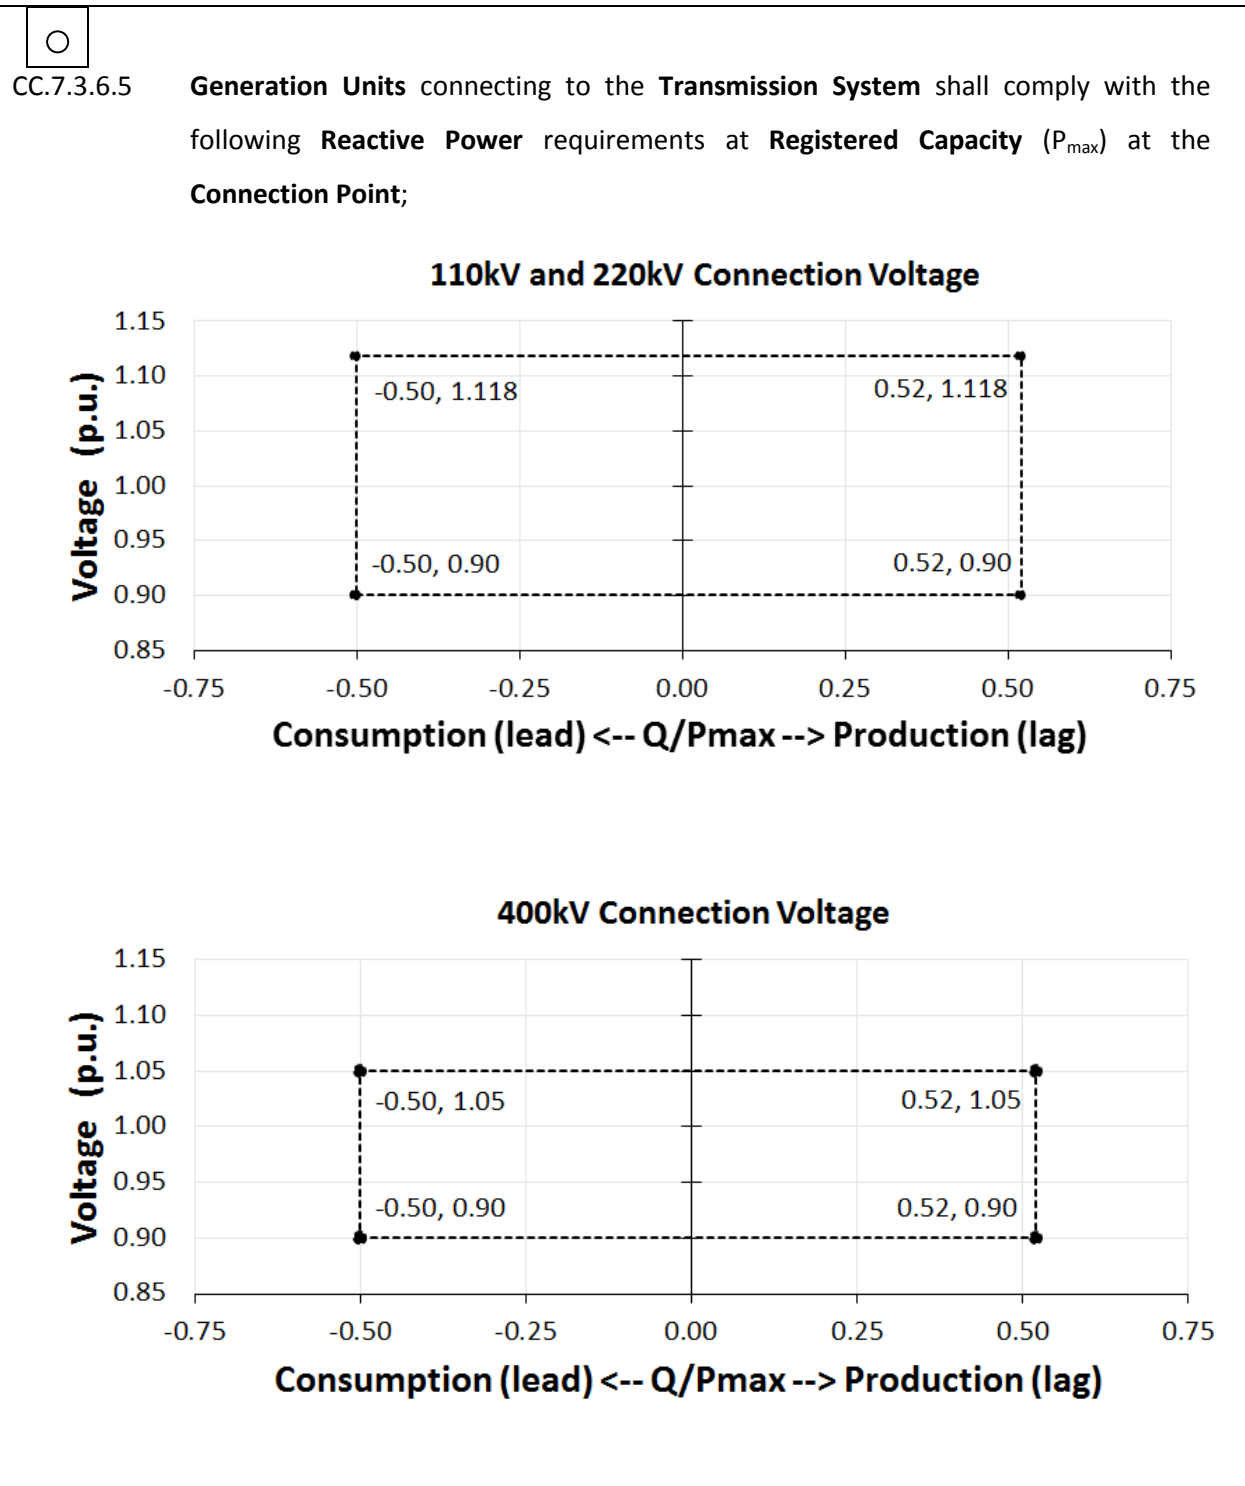 CC.7.3.6.5 Generation Units connecting to the Transmission System shall comply with the
following Reactive Power requirements at Registered Capacity (Pmax) at the
Connection Point;
110kV and 220kV Connection Voltage
Voltage (p.u.)
1.15
1.10
1.05
1.00
0.95
0.90
0.85
-0.50, 1.118
0.52, 1.118
-0.50, 0.90
0.52, 0.90
-0.75 -0.50 -0.25 0.00 0.25 0.50 0.75
Consumption (lead) <-- Q/Pmax --> Production (lag)
400kV Connection Voltage
Voltage (p.u.)
1.15
1.10
1.05
1.00
0.95
0.90
0.85
-0.50, 1.05
0.52, 1.05
-0.50, 0.90
0.52, 0.90
-0.75 -0.50 -0.25 0.00 0.25 0.50 0.75
Consumption (lead) <-- Q/Pmax --> Production (lag)